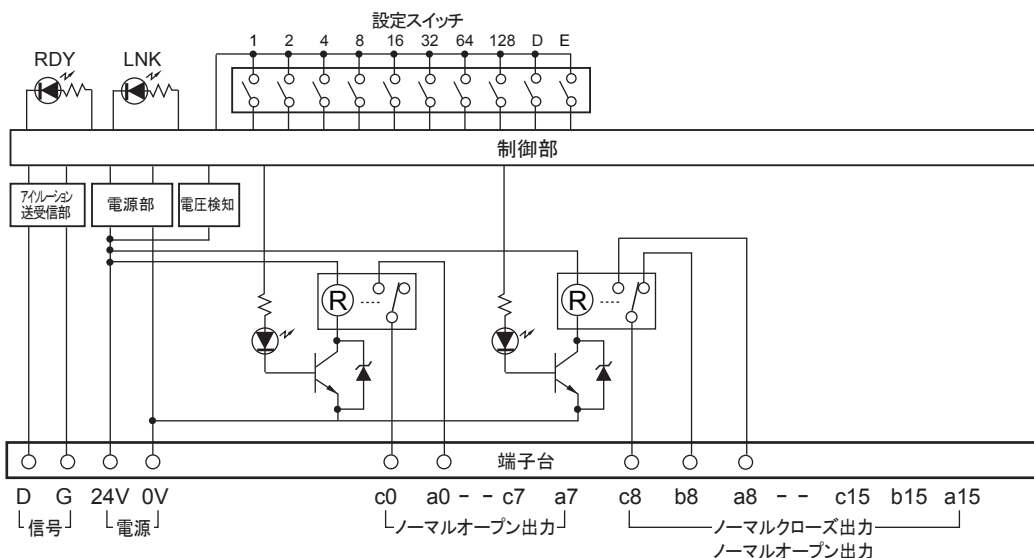 設定スイッチ
1 2 4 8 16 32 64 128 D E
RDY LNK
制御部
アイソレーション
送受信部
電源部
電圧検知
R
R
端子台
D G 24V 0V c0 a0 - - c7 a7 c8 b8 a8 - - c15 b15 a15
信号 電源 ノーマルオープン出力 ノーマルクローズ出力
ノーマルオープン出力